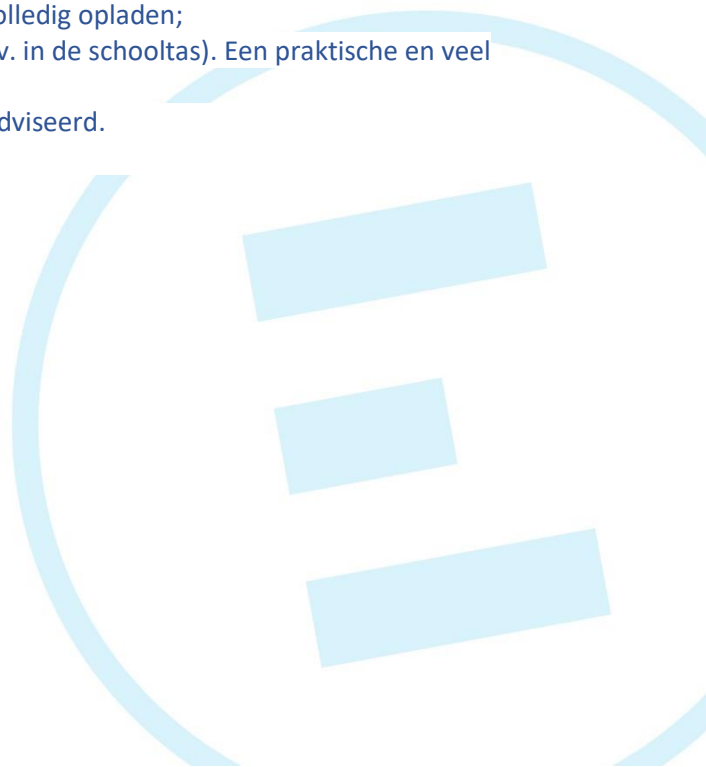 olledig opladen;
v. in de schooltas). Een praktische en veel
dviseerd.